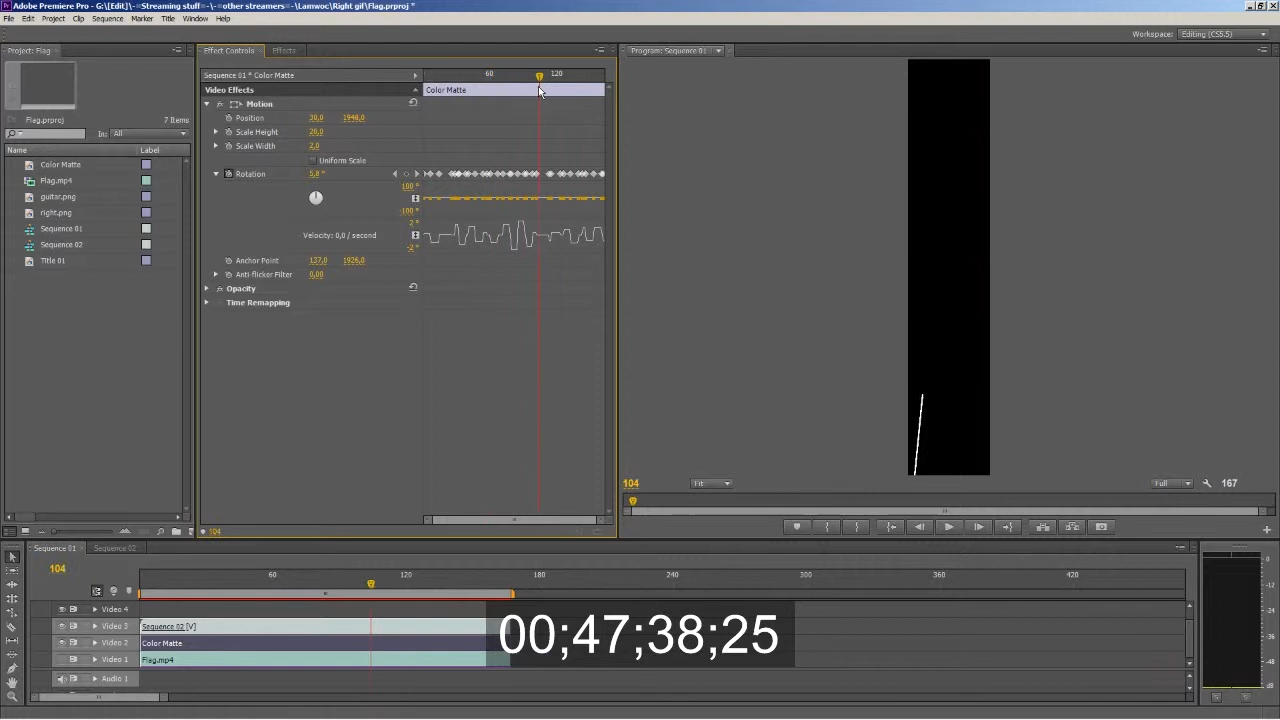 Adobe Premiere Pro - G:\[Edit]\-=Streaming stuff=-\-=other streamers=-\Lamwoc\Right gif\Flag.prproj *
File Edit Project Clip Sequence Marker Title Window Help
Workspace: Editing (CS5.5)
Project: Flag
Effect Controls Effects
Program: Sequence 01
Sequence 01 * Color Matte
60 120
Video Effects
Color Matte
Motion
Position 30,0 1948,0
Scale Height 20,0
Scale Width 2,0
Uniform Scale
Rotation 5,8 °
100 °
-100 °
2 °
Velocity: 0,0 / second
-2 °
Anchor Point 137,0 1926,0
Anti-flicker Filter 0,00
Opacity
Time Remapping
104
Flag.prproj 7 Items
In: All
Name Label
Color Matte
Flag.mp4
guitar.png
right.png
Sequence 01
Sequence 02
Title 01
104 Fit Full 167
Sequence 01 Sequence 02
104
60 120 180 240 300 360 420
Video 4
Video 3 Sequence 02 [V]
Video 2 Color Matte
Video 1 Flag.mp4
Audio 1
00;47;38;25